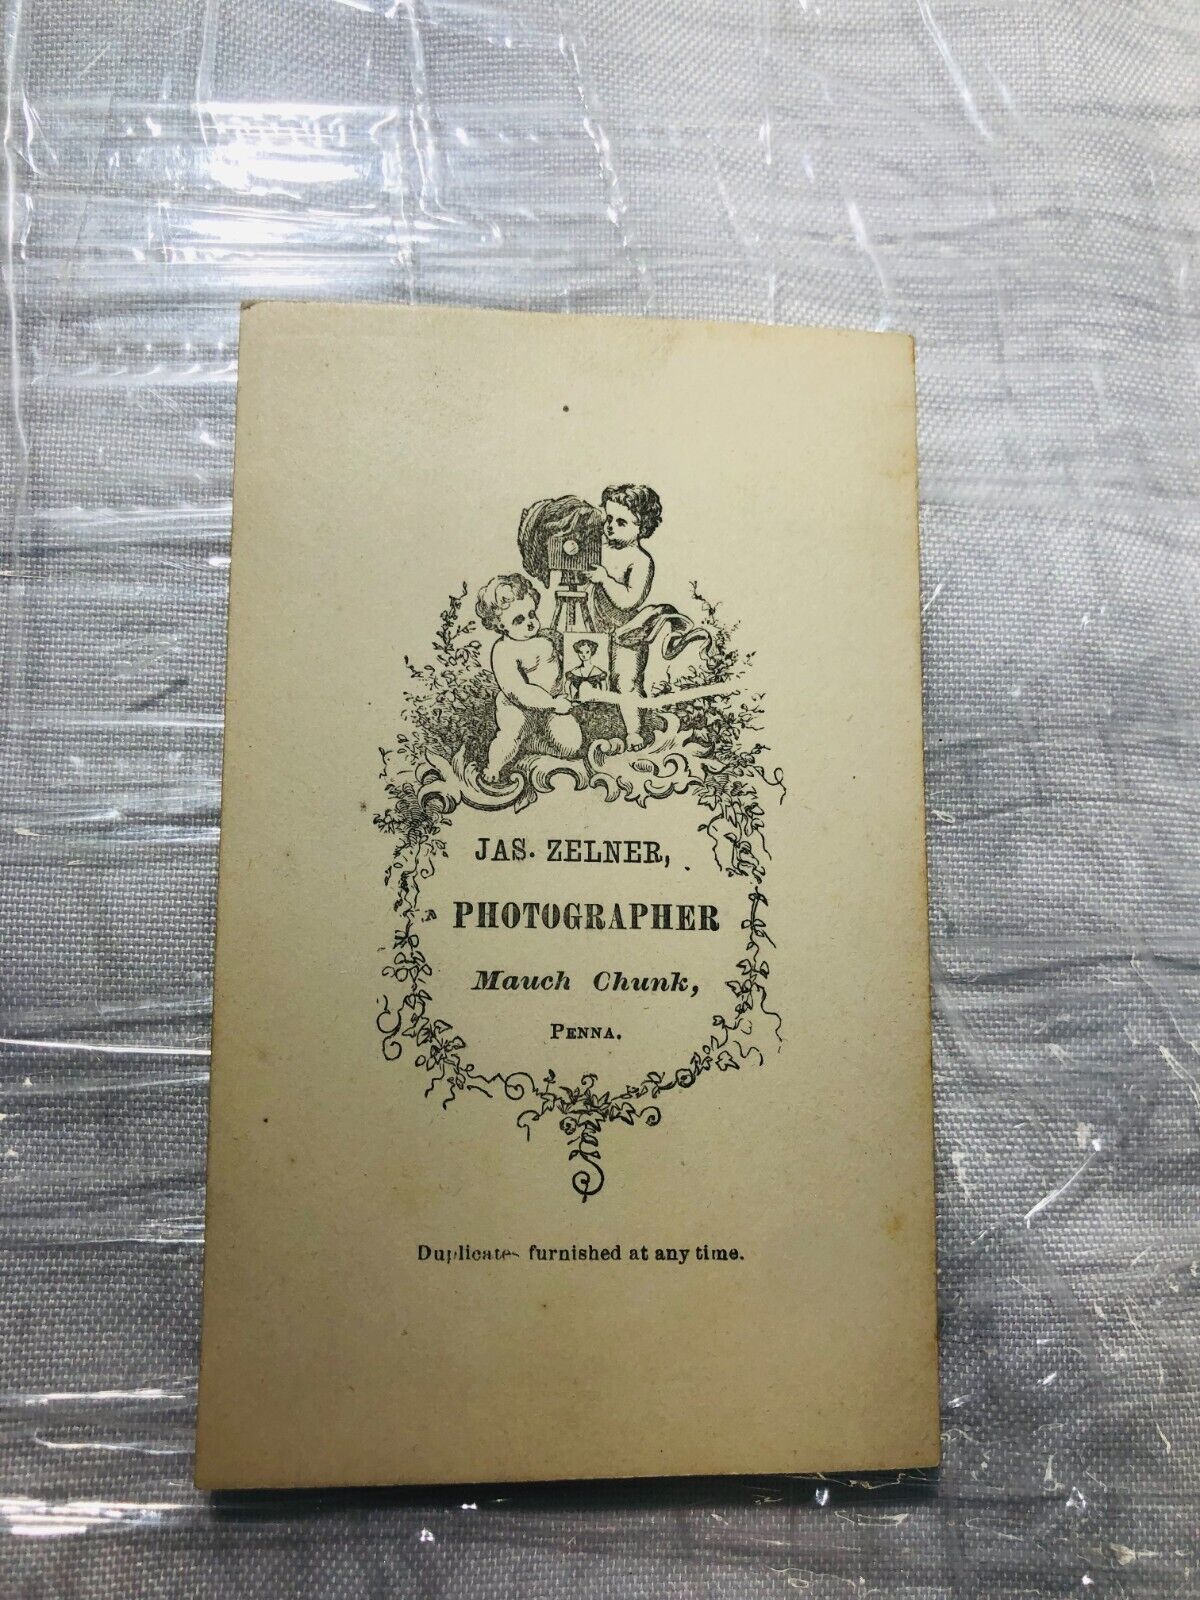 JAS. ZELNER,
PHOTOGRAPHER
Mauch Chunk,
PENNA.
Duplicates furnished at any time.